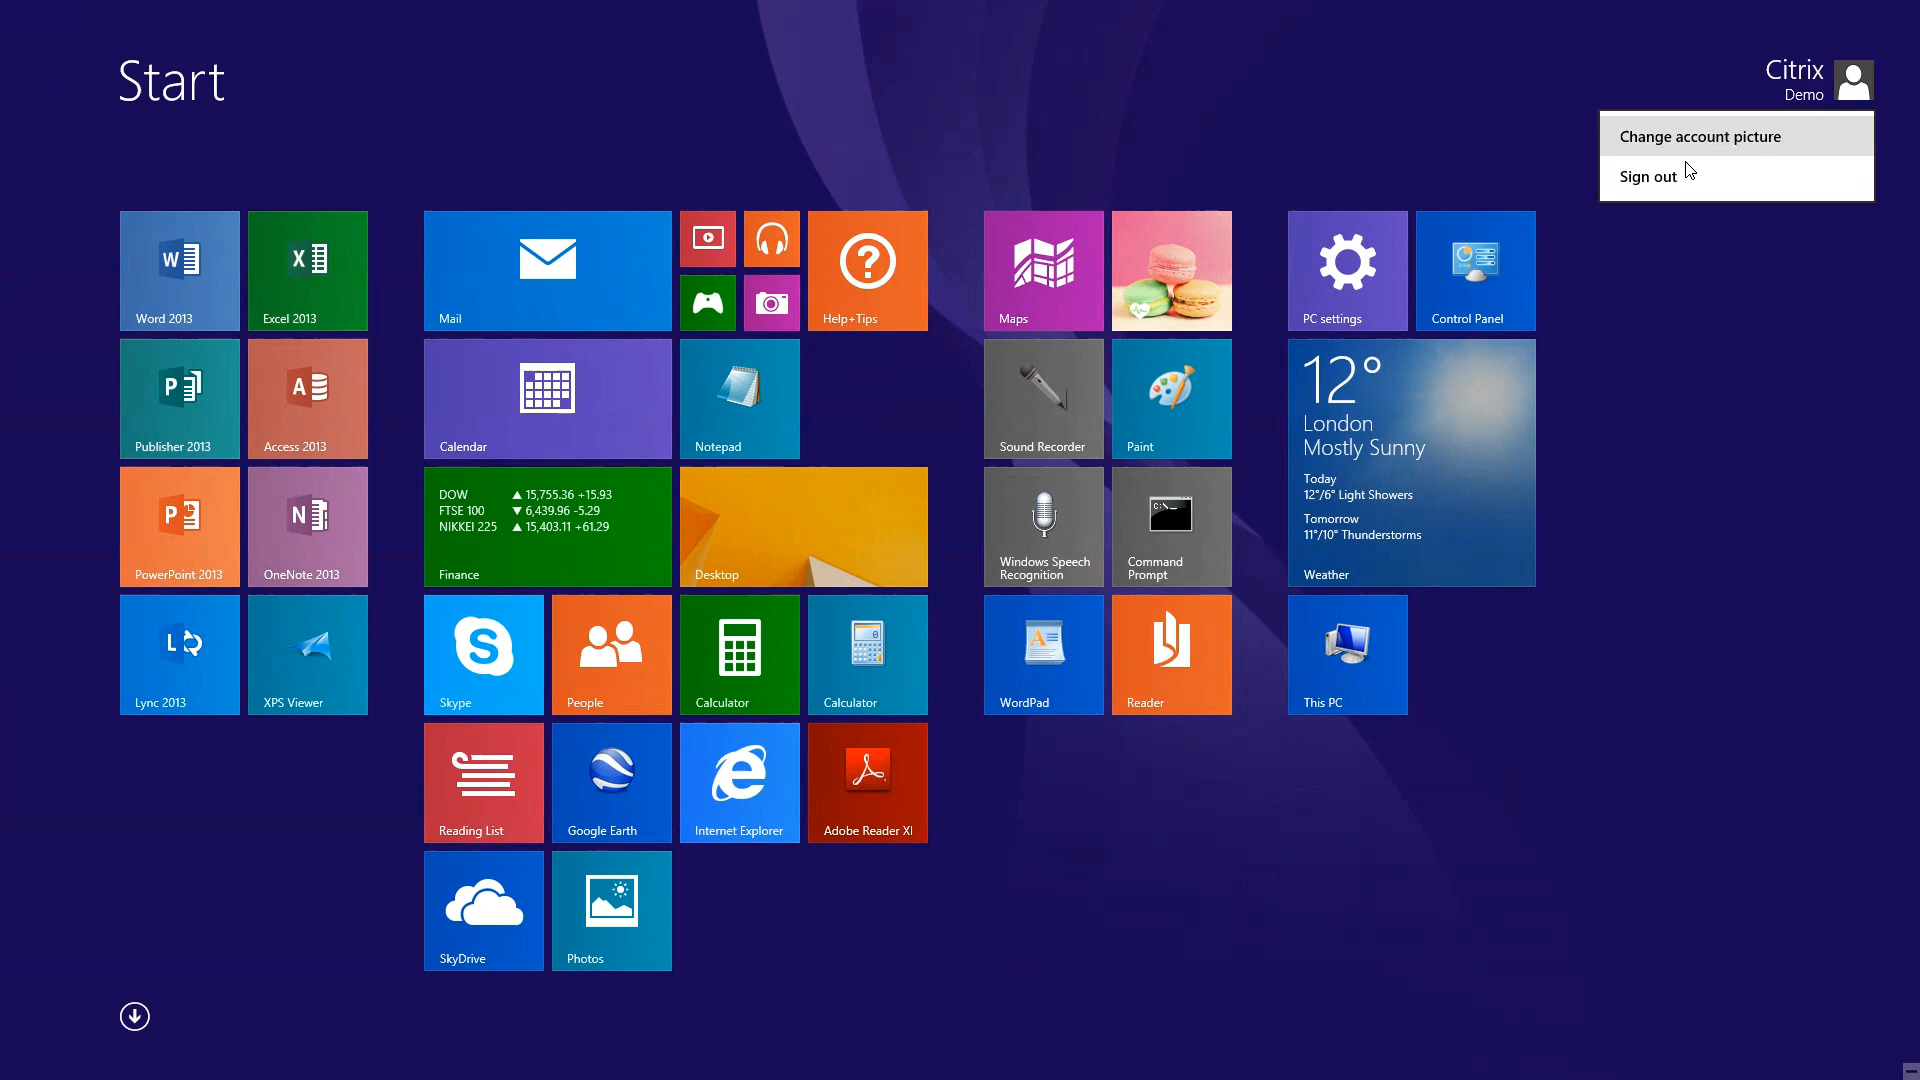 Start
Citrix
Demo
Change account picture
Sign out
Word 2013
Excel 2013
Mail
Help+Tips
Maps
PC settings
Control Panel
Publisher 2013
Access 2013
Calendar
Notepad
Sound Recorder
Paint
12°
London
Mostly Sunny
Today
12°/6° Light Showers
Tomorrow
11°/10° Thunderstorms
Weather
PowerPoint 2013
OneNote 2013
DOW ▲ 15,755.36 +15.93
FTSE 100 ▼ 6,439.96 -5.29
NIKKEI 225 ▲ 15,403.11 +61.29
Finance
Desktop
Windows Speech
Recognition
Command
Prompt
Lync 2013
XPS Viewer
Skype
People
Calculator
Calculator
WordPad
Reader
This PC
Reading List
Google Earth
Internet Explorer
Adobe Reader XI
SkyDrive
Photos